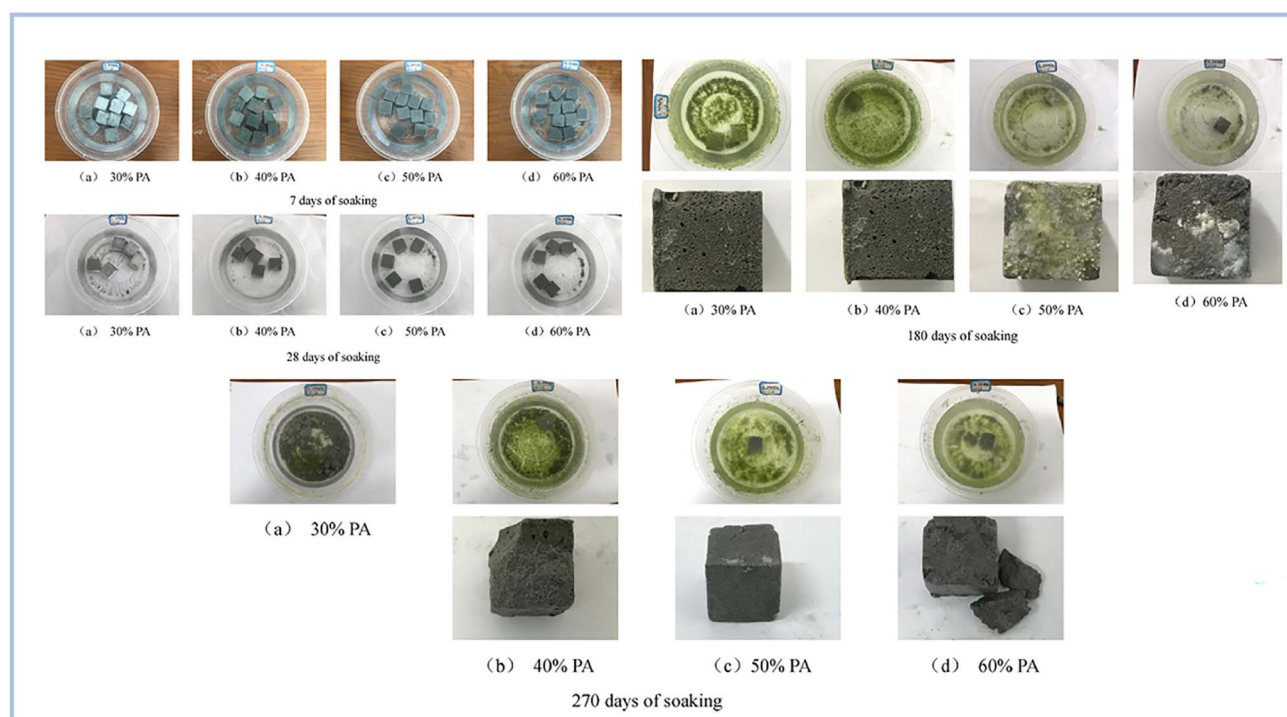 （a） 30% PA
（b）40% PA
（c）50% PA
（d）60% PA
7 days of soaking
（a） 30% PA
（b）40% PA
（c） 50% PA
（d）60% PA
28 days of soaking
（a）30% PA
（b）40% PA
（c）50% PA
（d）60% PA
180 days of soaking
（a） 30% PA
（b） 40% PA
（c）50% PA
（d） 60% PA
270 days of soaking